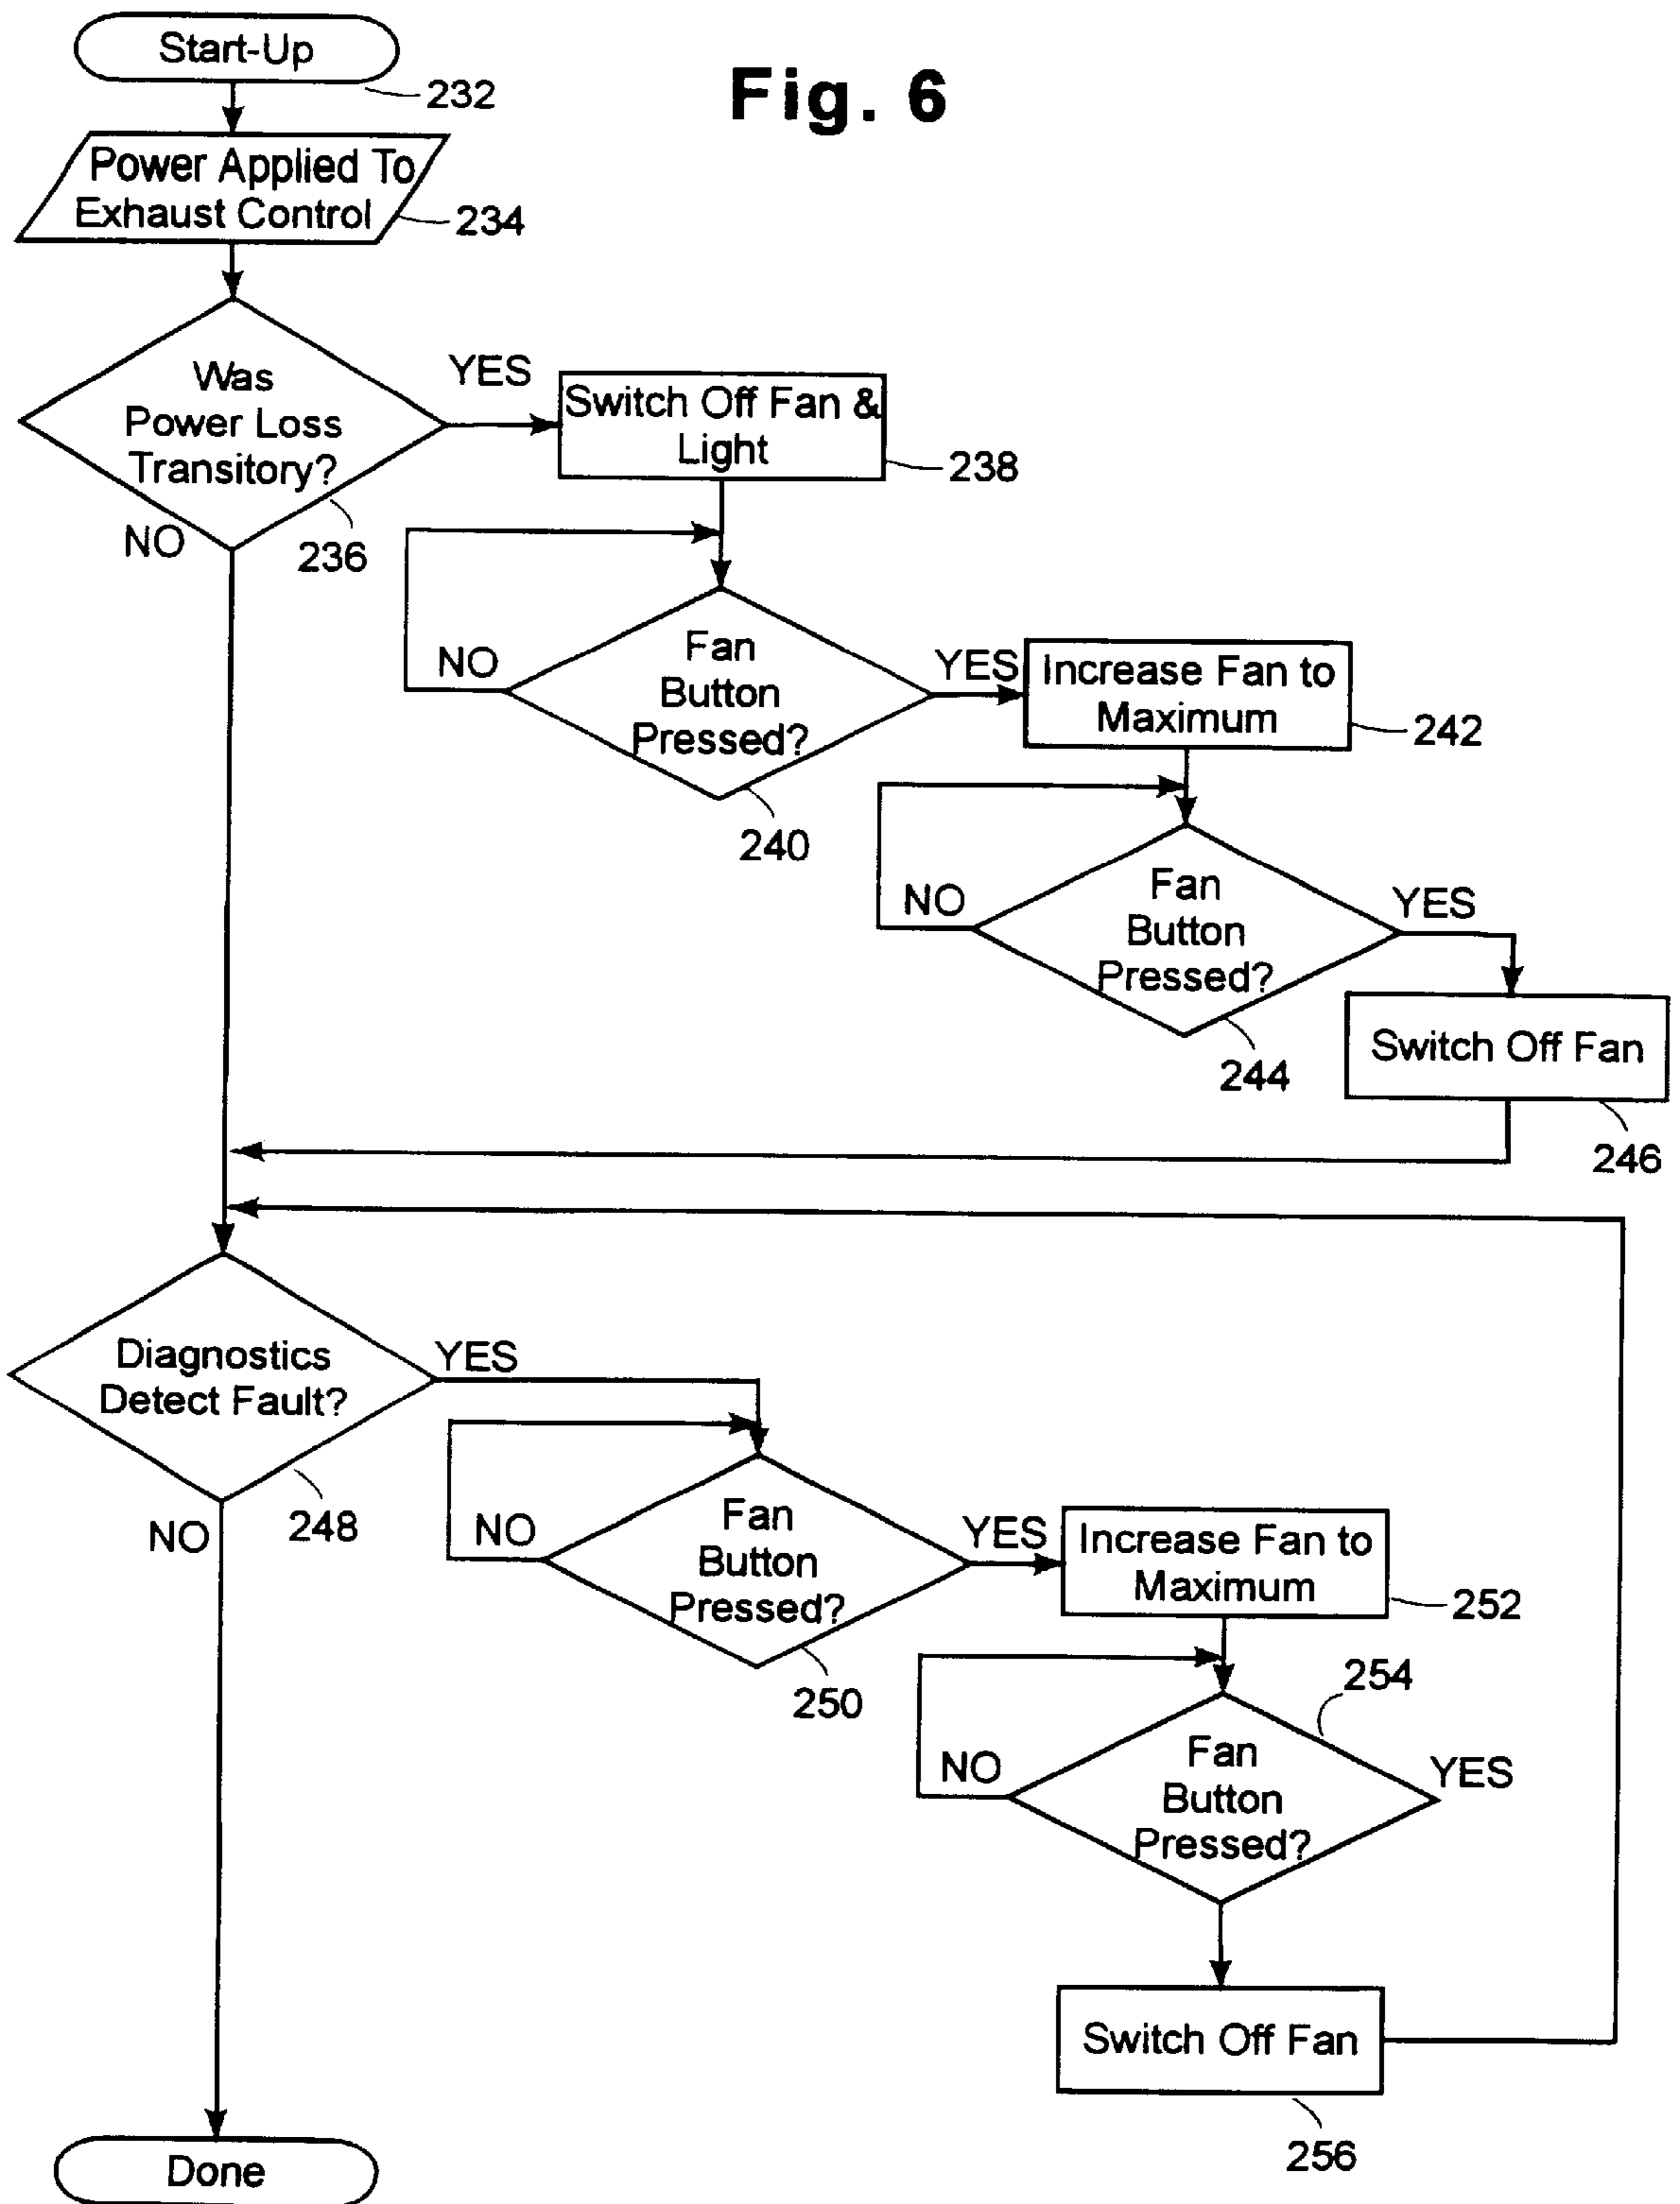 Start-Up
232
Fig. 6
Power Applied To
Exhaust Control
234
Was
Power Loss
Transitory?
YES
NO
236
Switch Off Fan &
Light
238
Fan
Button
Pressed?
NO
YES
240
Increase Fan to
Maximum
242
Fan
Button
Pressed?
NO
YES
244
Switch Off Fan
246
Diagnostics
Detect Fault?
YES
NO
248
Fan
Button
Pressed?
NO
YES
250
Increase Fan to
Maximum
252
254
Fan
Button
Pressed?
NO
YES
Switch Off Fan
256
Done